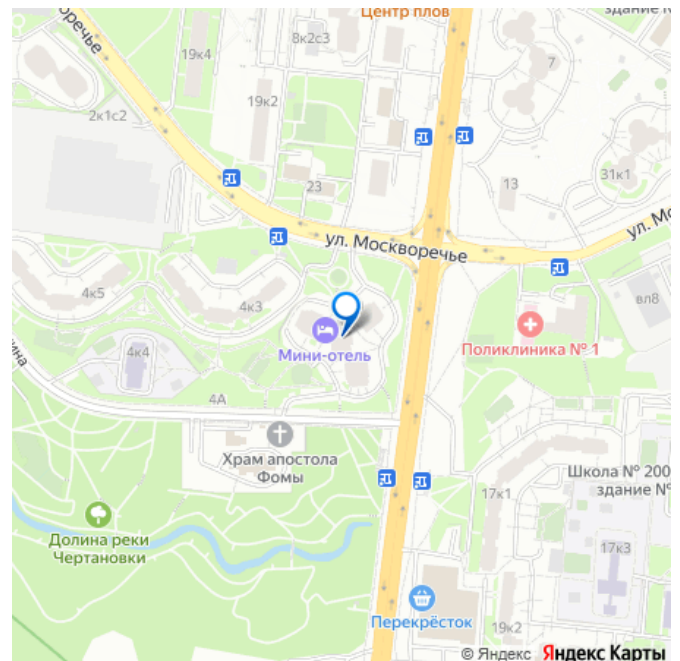 Центр плов
8к2с3
здание №
19к4
7
2к1с2
19к2
31к1
23
13
ул. Москворечье
ул. Мо
4к5
4к3
вл8
Мини-отель
Поликлиника № 1
4к4
4А
Храм апостола
Фомы
Школа № 200
здание №
17к1
Долина реки
Чертановки
17к3
Перекрёсток
19к2
© Яндекс Яндекс Карты